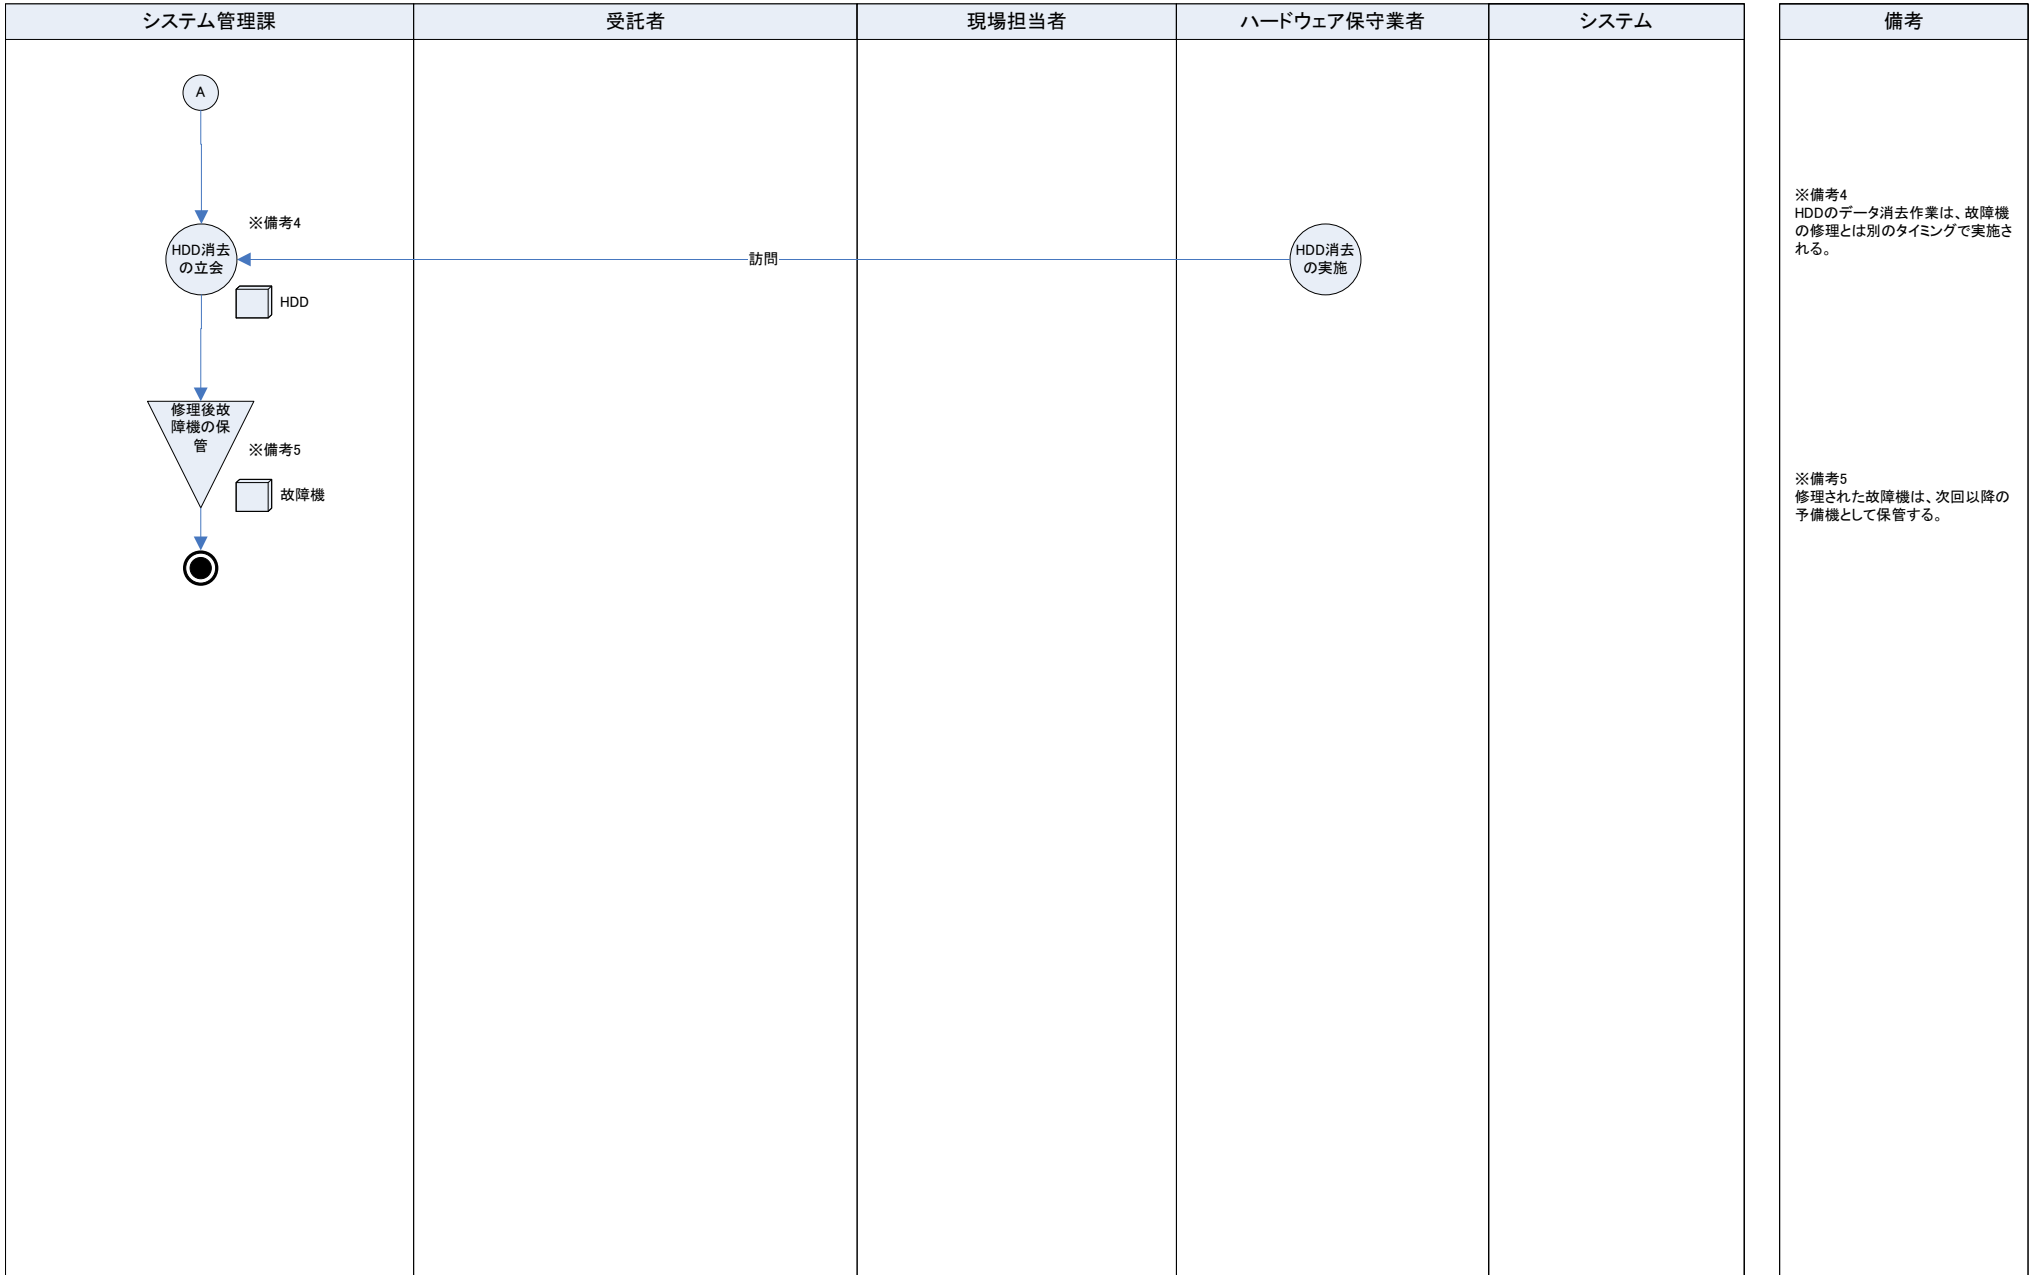 システム管理課
受託者
現場担当者
ハードウェア保守業者
システム
備考
A
※備考4
HDD消去
の立会
訪問
HDD消去
の実施
HDD
※備考4
HDDのデータ消去作業は、故障機
の修理とは別のタイミングで実施さ
れる。
修理後故
障機の保
管
※備考5
故障機
※備考5
修理された故障機は、次回以降の
予備機として保管する。